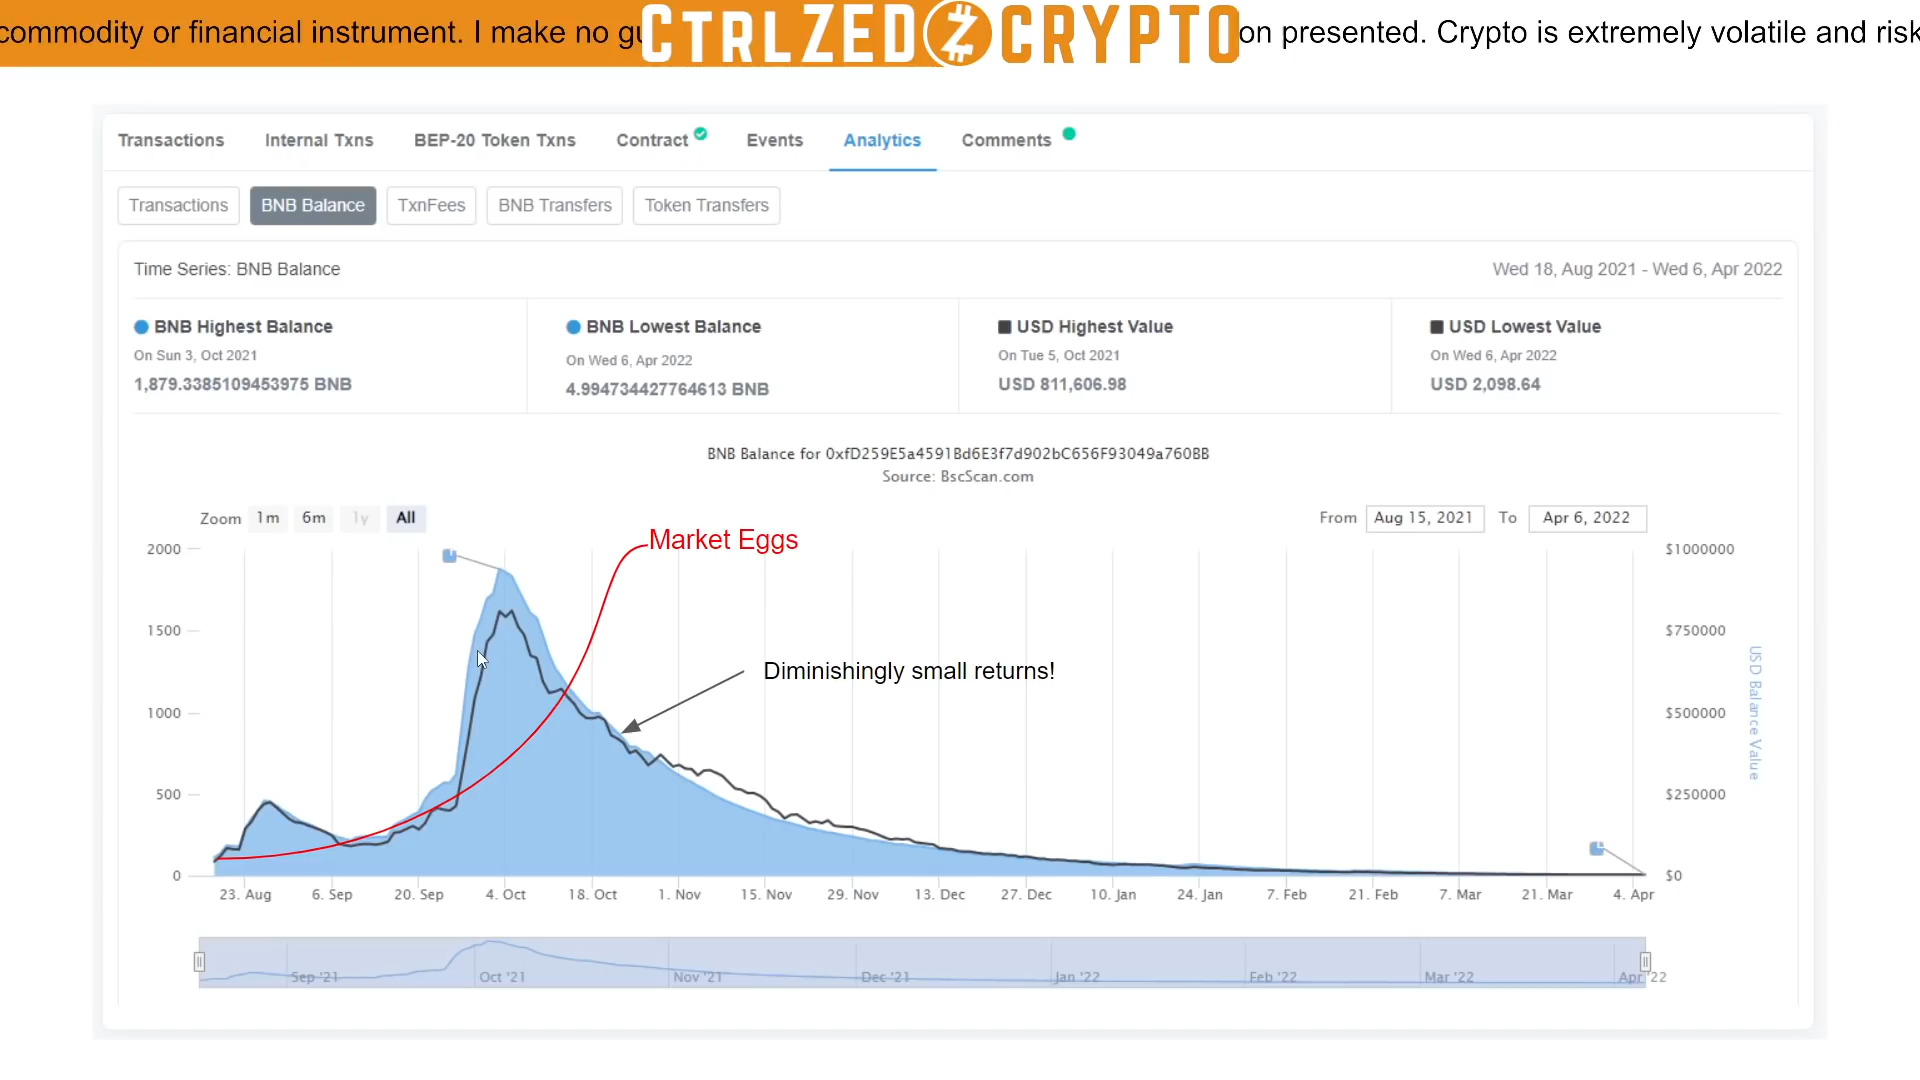 commodity or financial instrument. I make no gu
CTRLZED CRYPTO
on presented. Crypto is extremely volatile and risk
Transactions Internal Txns BEP-20 Token Txns Contract Events Analytics Comments
Transactions BNB Balance TxnFees BNB Transfers Token Transfers
Time Series: BNB Balance Wed 18, Aug 2021 - Wed 6, Apr 2022
BNB Highest Balance
On Sun 3, Oct 2021
1,879.3385109453975 BNB
BNB Lowest Balance
On Wed 6, Apr 2022
4.994734427764613 BNB
USD Highest Value
On Tue 5, Oct 2021
USD 811,606.98
USD Lowest Value
On Wed 6, Apr 2022
USD 2,098.64
BNB Balance for 0xfD259E5a4591Bd6E3f7d902bC656F93049a760BB
Source: BscScan.com
Zoom 1m 6m 1y All
From Aug 15, 2021 To Apr 6, 2022
Market Eggs
Diminishingly small returns!
2000
1500
1000
500
0
$1000000
$750000
$500000
$250000
$0
USD Balance Value
23. Aug 6. Sep 20. Sep 4. Oct 18. Oct 1. Nov 15. Nov 29. Nov 13. Dec 27. Dec 10. Jan 24. Jan 7. Feb 21. Feb 7. Mar 21. Mar 4. Apr
Sep '21 Oct '21 Nov '21 Dec '21 Jan '22 Feb '22 Mar '22 Apr '22